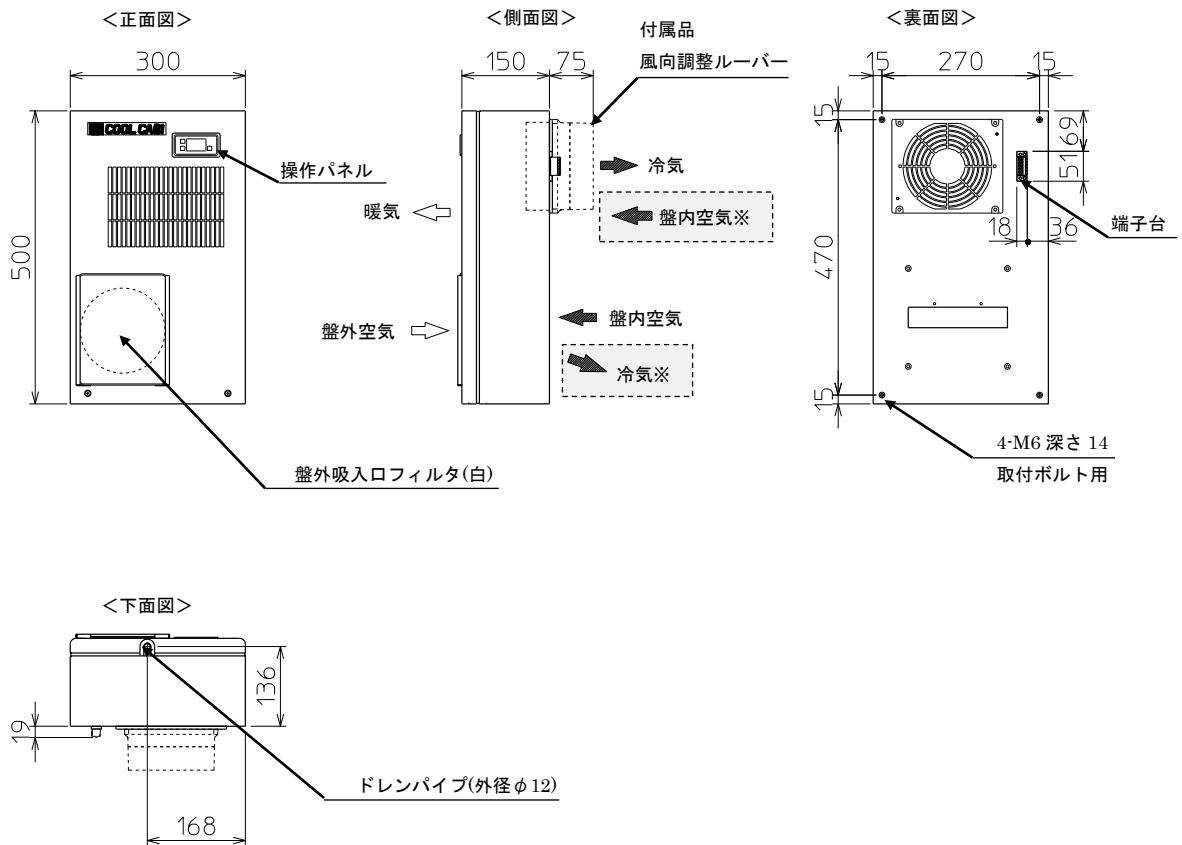 ＜正面図＞
300
500
COOL CABI
操作パネル
盤外吸入口フィルタ(白)
＜側面図＞
付属品
風向調整ルーバー
150
75
冷気
暖気
盤内空気※
盤外空気
盤内空気
冷気※
＜裏面図＞
15
270
15
15
69
51
470
18
36
端子台
15
4-M6 深さ 14
取付ボルト用
＜下面図＞
136
19
ドレンパイプ(外径φ12)
168